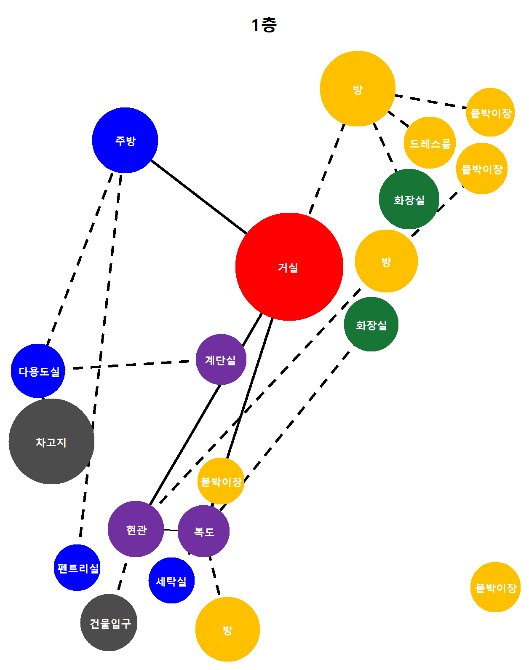 1층
방
붙박이장
주방
드레스룸
붙박이장
화장실
거실
방
화장실
계단실
다용도실
차고지
붙박이장
현관
복도
펜트리실
세탁실
붙박이장
건물입구
방